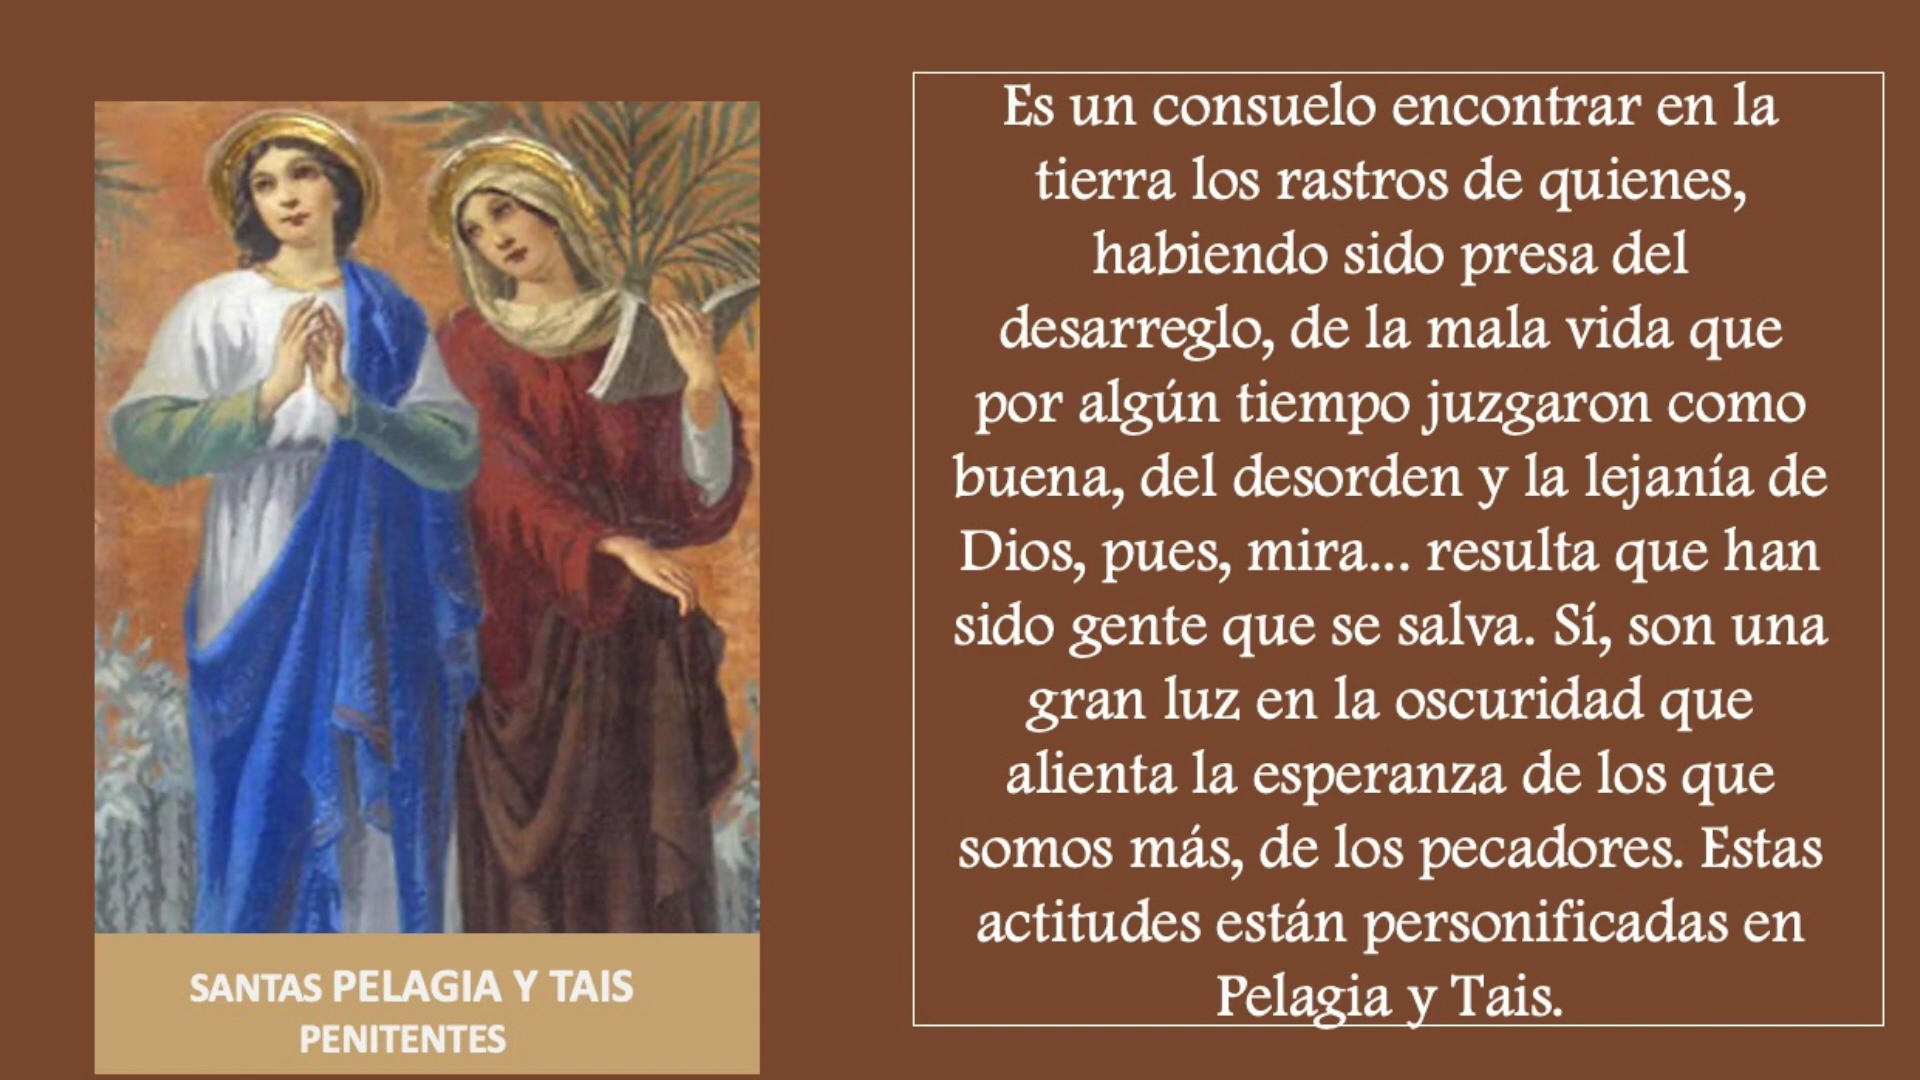 Es un consuelo encontrar en la
tierra los rastros de quienes,
habiendo sido presa del
desarreglo, de la mala vida que
por algún tiempo juzgaron como
buena, del desorden y la lejanía de
Dios, pues, mira... resulta que han
sido gente que se salva. Sí, son una
gran luz en la oscuridad que
alienta la esperanza de los que
somos más, de los pecadores. Estas
actitudes están personificadas en
Pelagia y Tais.
SANTAS PELAGIA Y TAIS
PENITENTES